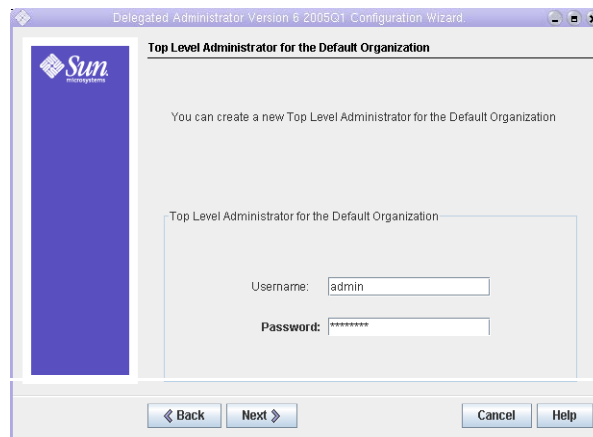 Delegated Administrator Version 6 2005Q1 Configuration Wizard.
Top Level Administrator for the Default Organization
Sun
microsystems
You can create a new Top Level Administrator for the Default Organization
Top Level Administrator for the Default Organization
Username: admin
Password: ********
Back Next Cancel Help